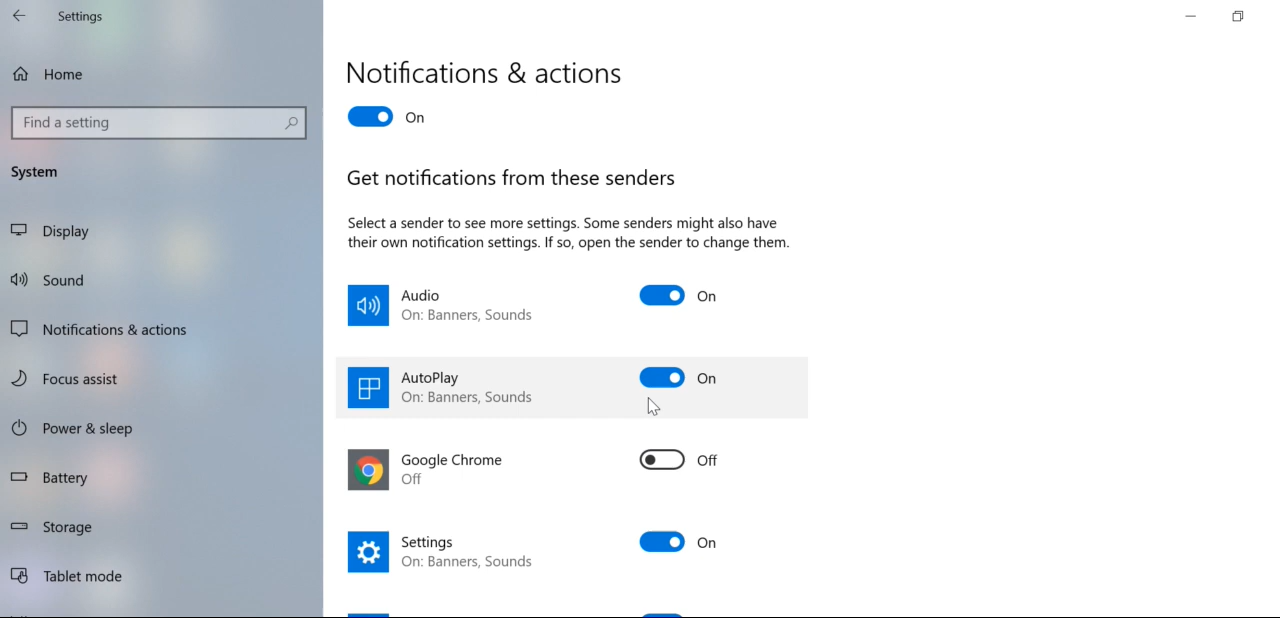 Settings
Home
Find a setting
System
Display
Sound
Notifications & actions
Focus assist
Power & sleep
Battery
Storage
Tablet mode
Notifications & actions
On
Get notifications from these senders
Select a sender to see more settings. Some senders might also have
their own notification settings. If so, open the sender to change them.
Audio
On: Banners, Sounds
On
AutoPlay
On: Banners, Sounds
On
Google Chrome
Off
Off
Settings
On: Banners, Sounds
On